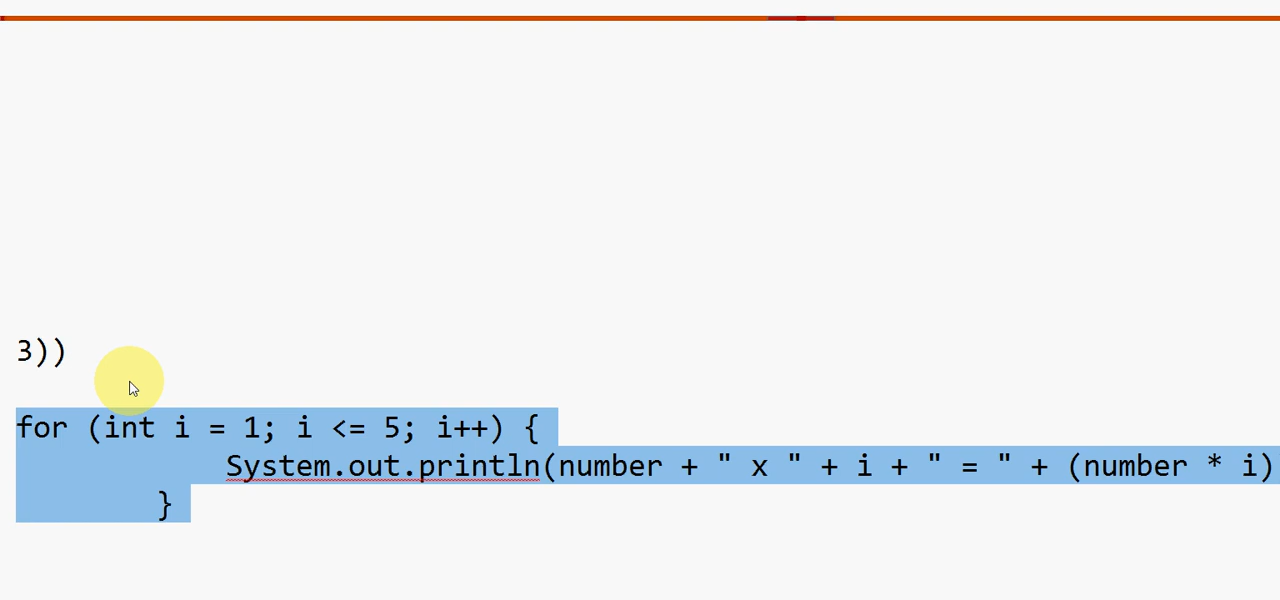 3))
for (int i = 1; i <= 5; i++) {
System.out.println(number + " x " + i + " = " + (number * i)
}